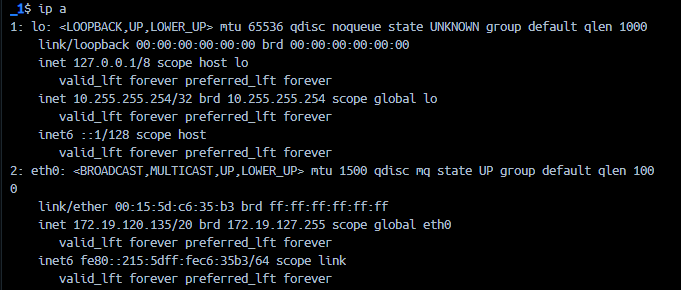 _1$ ip a
1: lo: <LOOPBACK,UP,LOWER_UP> mtu 65536 qdisc noqueue state UNKNOWN group default qlen 1000
    link/loopback 00:00:00:00:00:00 brd 00:00:00:00:00:00
    inet 127.0.0.1/8 scope host lo
       valid_lft forever preferred_lft forever
    inet 10.255.255.254/32 brd 10.255.255.254 scope global lo
       valid_lft forever preferred_lft forever
    inet6 ::1/128 scope host
       valid_lft forever preferred_lft forever
2: eth0: <BROADCAST,MULTICAST,UP,LOWER_UP> mtu 1500 qdisc mq state UP group default qlen 100
0
    link/ether 00:15:5d:c6:35:b3 brd ff:ff:ff:ff:ff:ff
    inet 172.19.120.135/20 brd 172.19.127.255 scope global eth0
       valid_lft forever preferred_lft forever
    inet6 fe80::215:5dff:fec6:35b3/64 scope link
       valid_lft forever preferred_lft forever